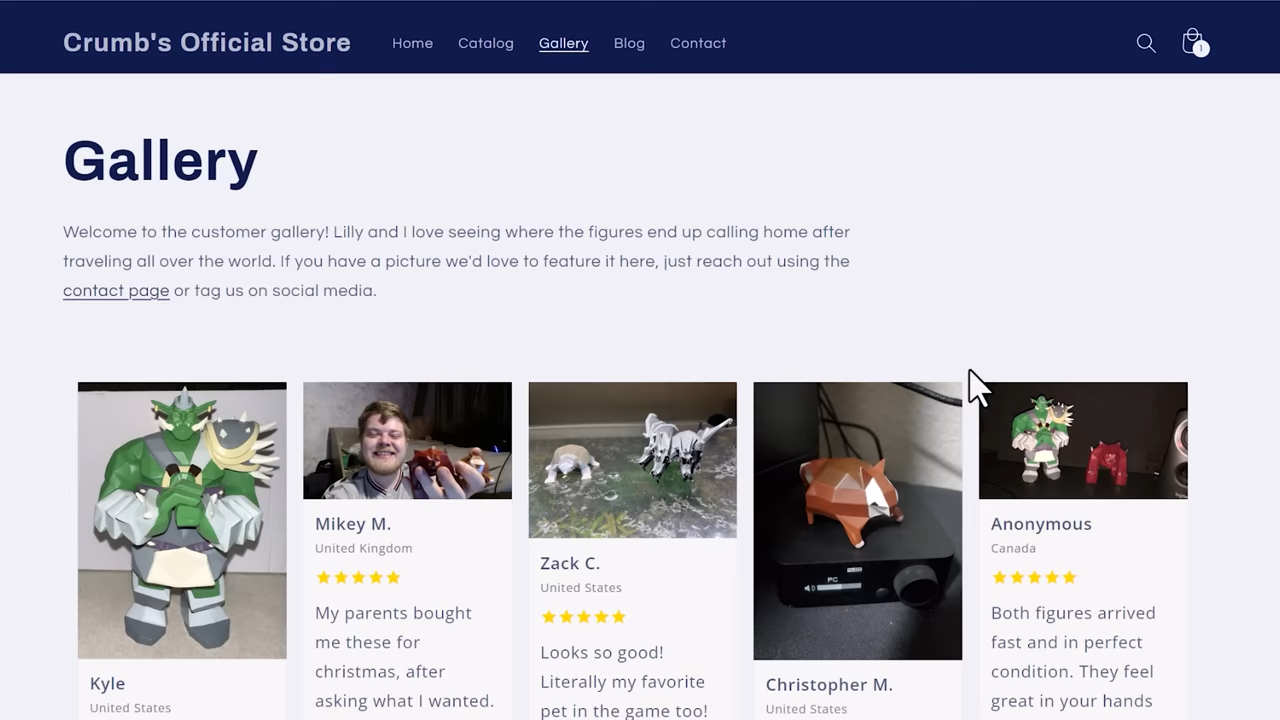 Crumb's Official Store
Home
Catalog
Gallery
Blog
Contact
1
Gallery
Welcome to the customer gallery! Lilly and I love seeing where the figures end up calling home after
traveling all over the world. If you have a picture we'd love to feature it here, just reach out using the
contact page or tag us on social media.
Kyle
United States
Mikey M.
United Kingdom
My parents bought
me these for
christmas, after
asking what I wanted.
Zack C.
United States
Looks so good!
Literally my favorite
pet in the game too!
PC
Christopher M.
United States
Anonymous
Canada
Both figures arrived
fast and in perfect
condition. They feel
great in your hands